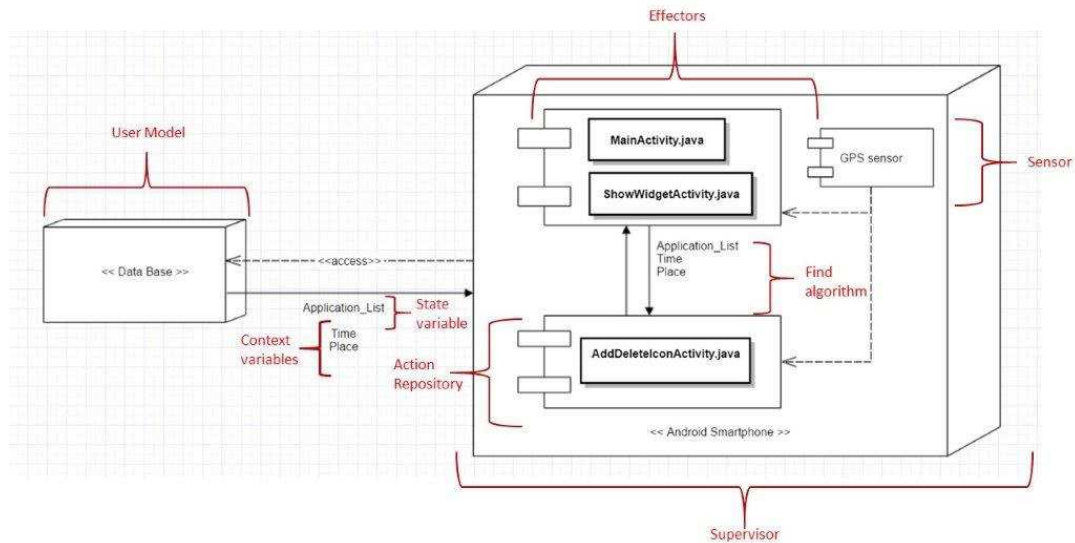 Effectors
User Model
MainActivity.java
GPS sensor
Sensor
ShowWidgetActivity.java
<< Data Base >>
<<access>>
Application_List
Time
Place
Find
algorithm
Application_List
State
variable
Time
Place
Context
variables
Action
Repository
AddDeleteIconActivity.java
<< Android Smartphone >>
Supervisor